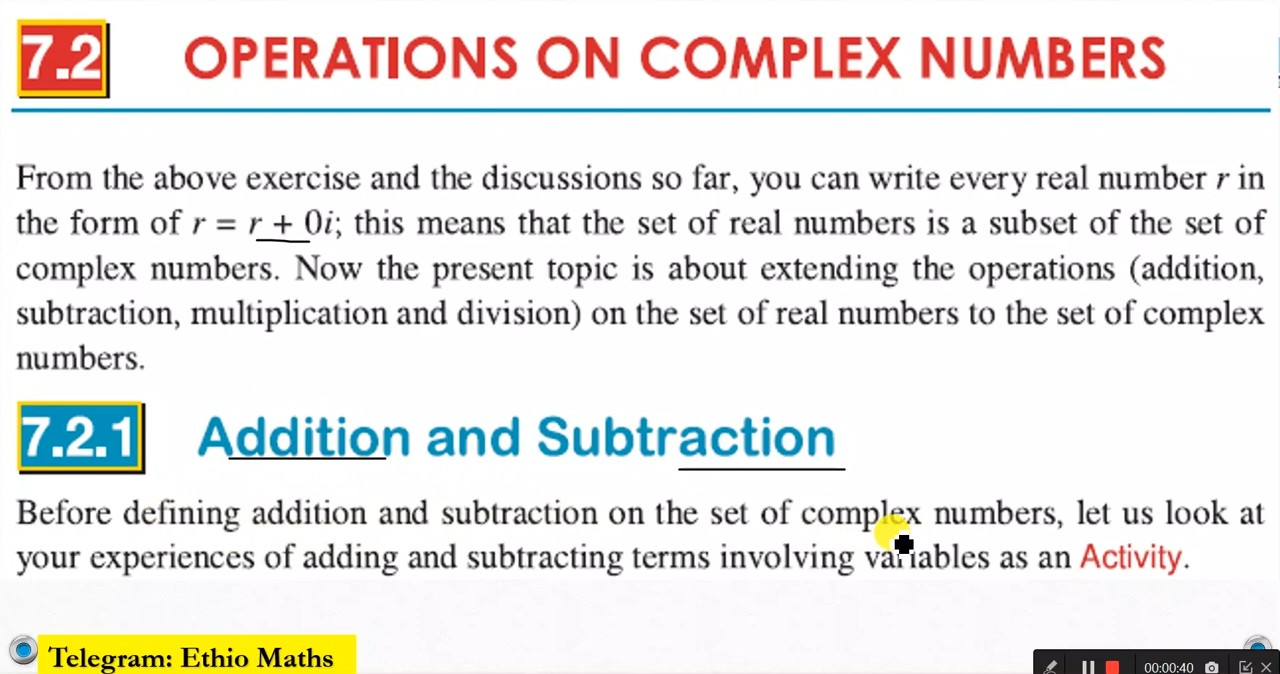 7.2 OPERATIONS ON COMPLEX NUMBERS
From the above exercise and the discussions so far, you can write every real number r in
the form of r = r + 0i; this means that the set of real numbers is a subset of the set of
complex numbers. Now the present topic is about extending the operations (addition,
subtraction, multiplication and division) on the set of real numbers to the set of complex
numbers.
7.2.1 Addition and Subtraction
Before defining addition and subtraction on the set of complex numbers, let us look at
your experiences of adding and subtracting terms involving variables as an Activity.
Telegram: Ethio Maths
00:00:40